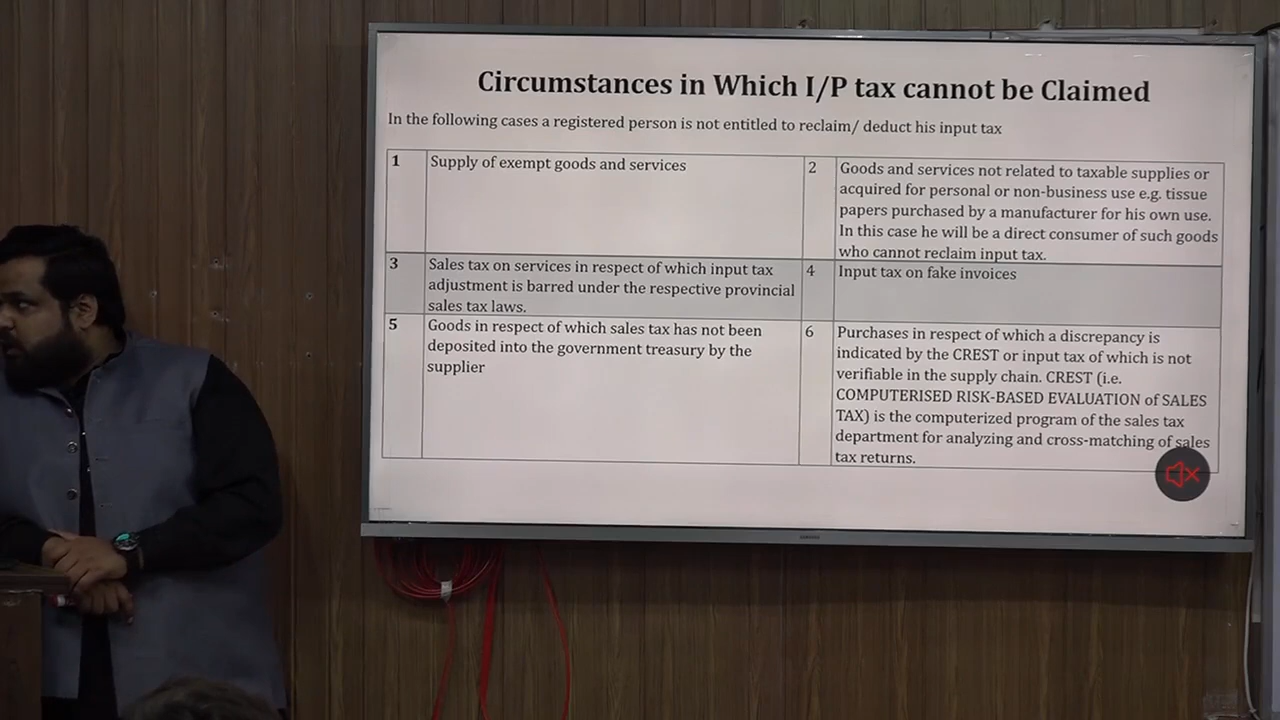 Circumstances in Which I/P tax cannot be Claimed
In the following cases a registered person is not entitled to reclaim/ deduct his input tax
1
Supply of exempt goods and services
2
Goods and services not related to taxable supplies or
acquired for personal or non-business use e.g. tissue
papers purchased by a manufacturer for his own use.
In this case he will be a direct consumer of such goods
who cannot reclaim input tax.
3
Sales tax on services in respect of which input tax
adjustment is barred under the respective provincial
sales tax laws.
4
Input tax on fake invoices
5
Goods in respect of which sales tax has not been
deposited into the government treasury by the
supplier
6
Purchases in respect of which a discrepancy is
indicated by the CREST or input tax of which is not
verifiable in the supply chain. CREST (i.e.
COMPUTERISED RISK-BASED EVALUATION of SALES
TAX) is the computerized program of the sales tax
department for analyzing and cross-matching of sales
tax returns.